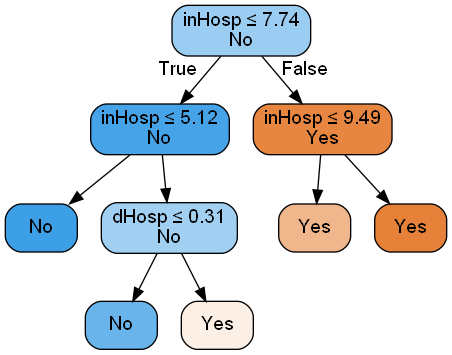 inHosp ≤ 7.74
No
True
False
inHosp ≤ 5.12
No
inHosp ≤ 9.49
Yes
No
dHosp ≤ 0.31
No
Yes
Yes
No
Yes